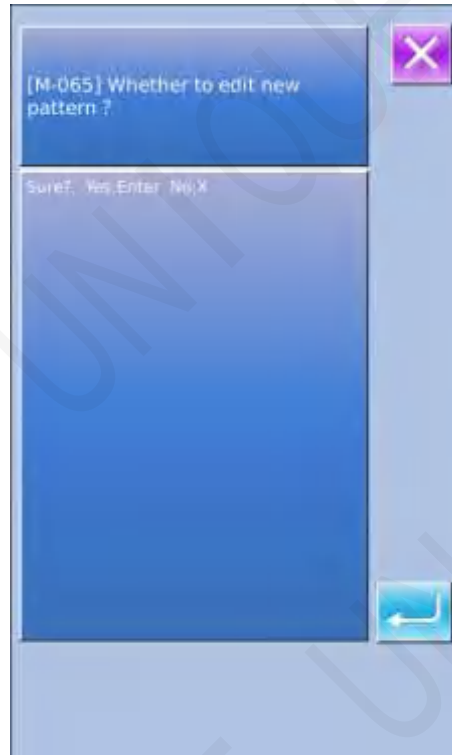 [M-065] Whether to edit new
pattern ?
Sure?, Yes:Enter No:X